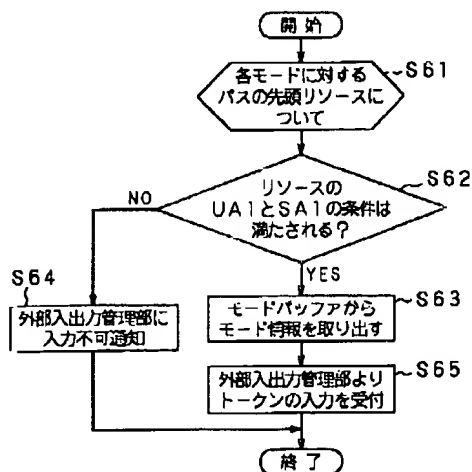 開始
各モードに対する
パスの先頭リソースに
ついて
S61
リソースの
UA1とSA1の条件は
満たされる?
S62
NO
YES
S64
外部入出力管理部に
入力不可通知
モードバッファから
モード情報を取り出す
S63
外部入出力管理部より
トークンの入力を受付
S65
終了